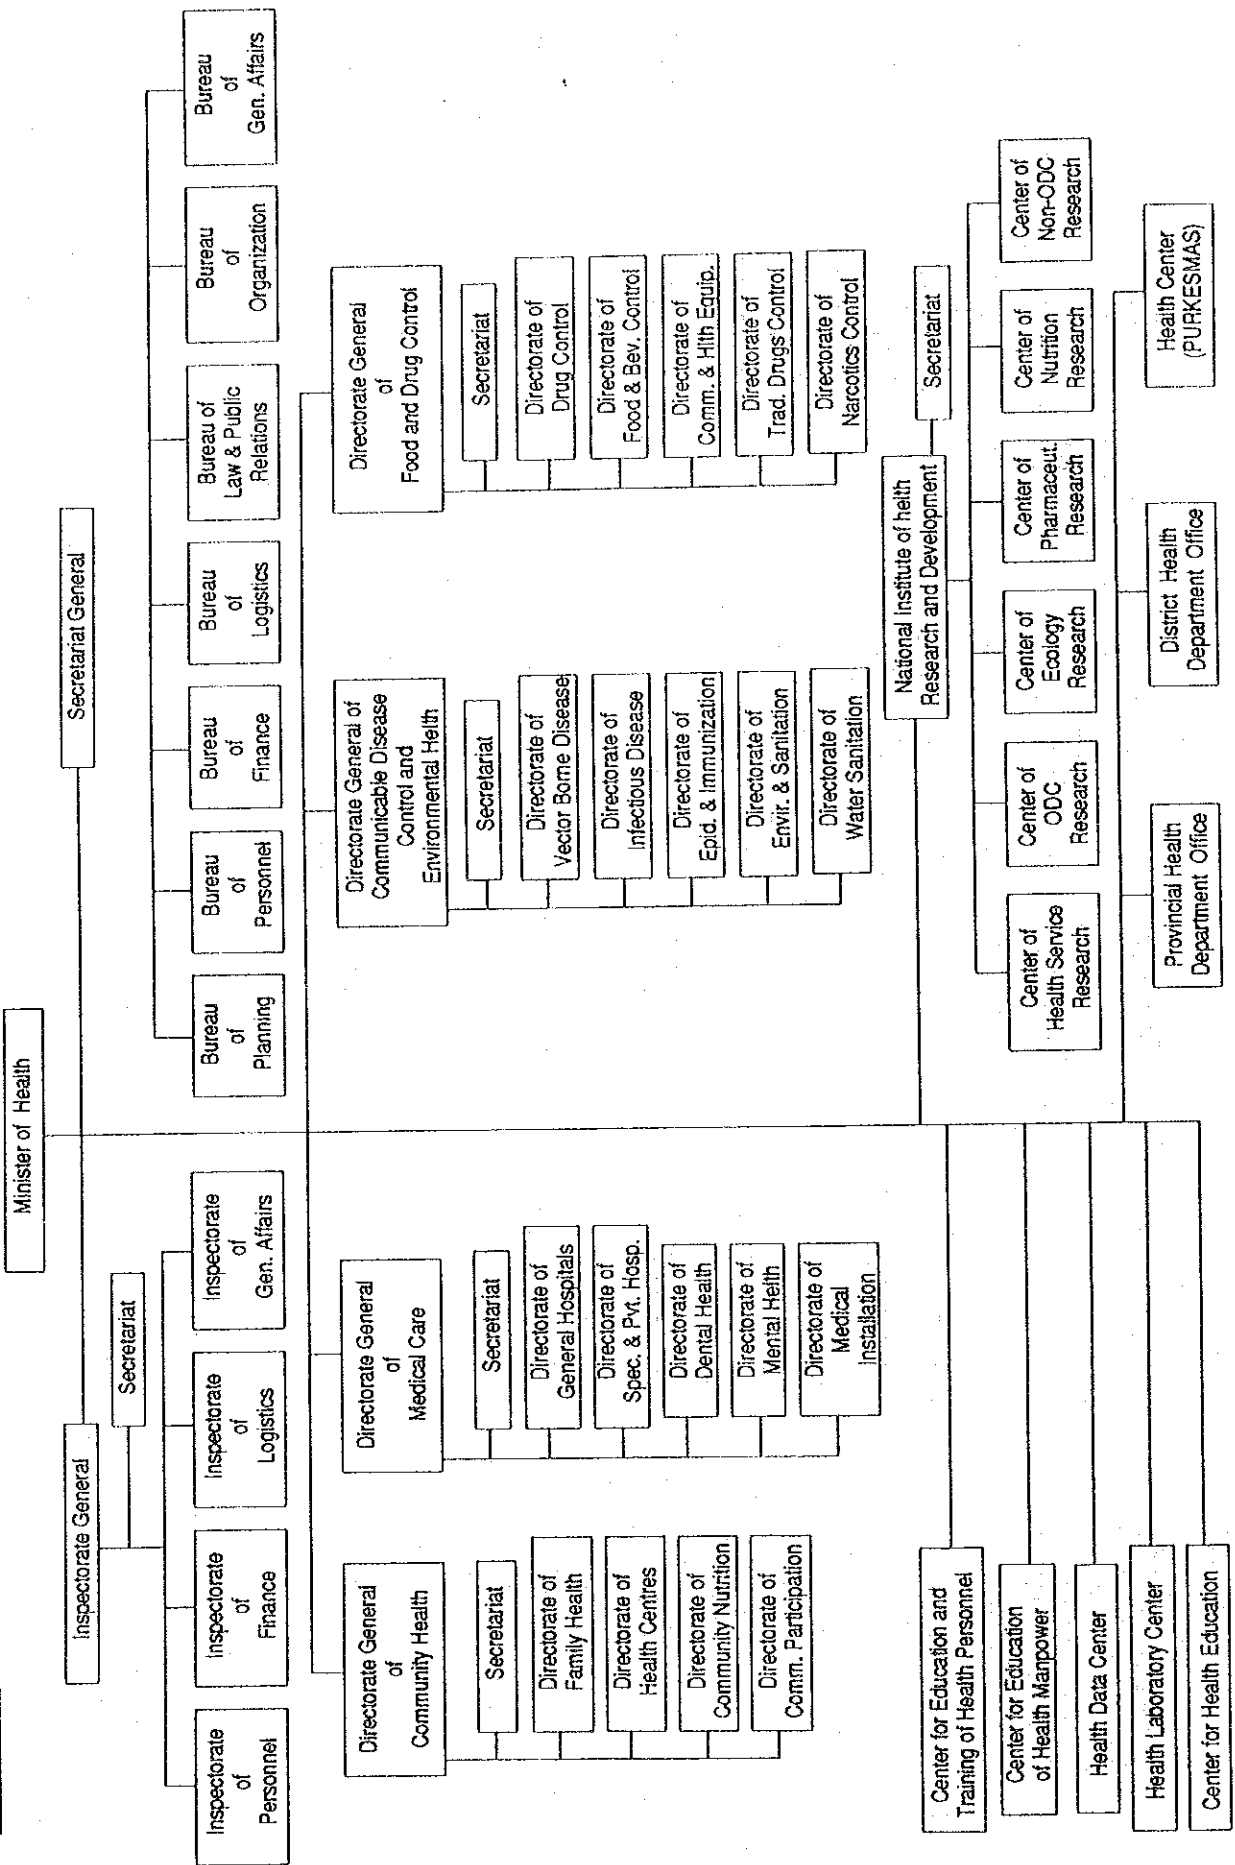 Minister of Health
Inspectorate General
Secretariat General
Secretariat
Inspectorate
of
Personnel
Inspectorate
of
Finance
Inspectorate
of
Logistics
Inspectorate
of
Gen. Affairs
Bureau
of
Planning
Bureau
of
Personnel
Bureau
of
Finance
Bureau
of
Logistics
Bureau of
Law & Public
Relations
Bureau
of
Organization
Bureau
of
Gen. Affairs
Directorate General
of
Community Health
Secretariat
Directorate of
Family Health
Directorate of
Health Centres
Directorate of
Community Nutrition
Directorate of
Comm. Participation
Directorate General
of
Medical Care
Secretariat
Directorate of
General Hospitals
Directorate of
Spec. & Pvt. Hosp.
Directorate of
Dental Health
Directorate of
Mental Helth
Directorate of
Medical
Installation
Directorate General of
Communicable Disease
Control and
Environmental Helth
Secretariat
Directorate of
Vector Borne Disease
Directorate of
Infectious Disease
Directorate of
Epid. & Immunization
Directorate of
Envir. & Sanitation
Directorate of
Water Sanitation
Directorate General
of
Food and Drug Control
Secretariat
Directorate of
Drug Control
Directorate of
Food & Bev. Control
Directorate of
Comm. & Hlth Equip.
Directorate of
Trad. Drugs Control
Directorate of
Narcotics Control
Center for Education and
Training of Health Personnel
Center for Education
of Health Manpower
Health Data Center
Health Laboratory Center
Center for Health Education
National Institute of helth
Research and Development
Secretariat
Center of
Health Service
Research
Center of
ODC
Research
Center of
Ecology
Research
Center of
Pharmaceut.
Research
Center of
Nutrition
Research
Center of
Non-ODC
Research
Provincial Health
Department Office
District Health
Department Office
Health Center
(PURKESMAS)